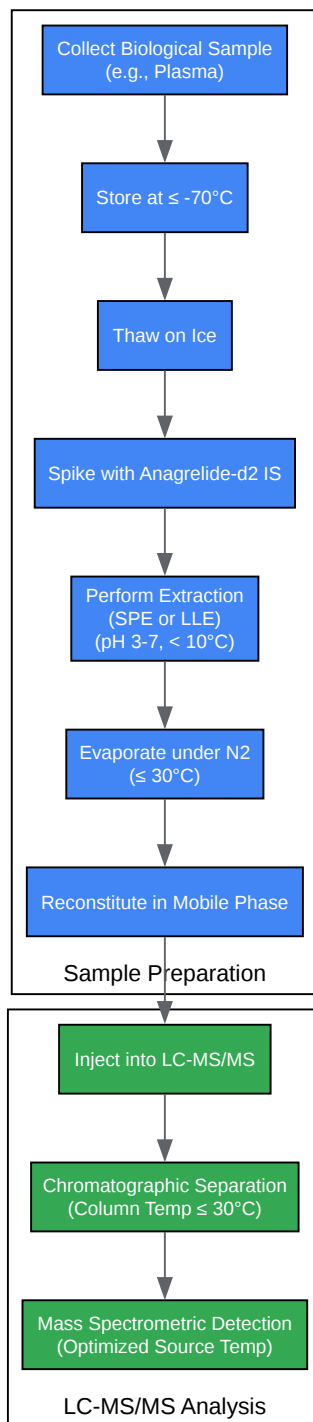 Collect Biological Sample
(e.g., Plasma)
Store at ≤ -70°C
Thaw on Ice
Spike with Anagrelide-d2 IS
Perform Extraction
(SPE or LLE)
(pH 3-7, < 10°C)
Evaporate under N2
(≤ 30°C)
Reconstitute in Mobile Phase
Sample Preparation
Inject into LC-MS/MS
Chromatographic Separation
(Column Temp ≤ 30°C)
Mass Spectrometric Detection
(Optimized Source Temp)
LC-MS/MS Analysis